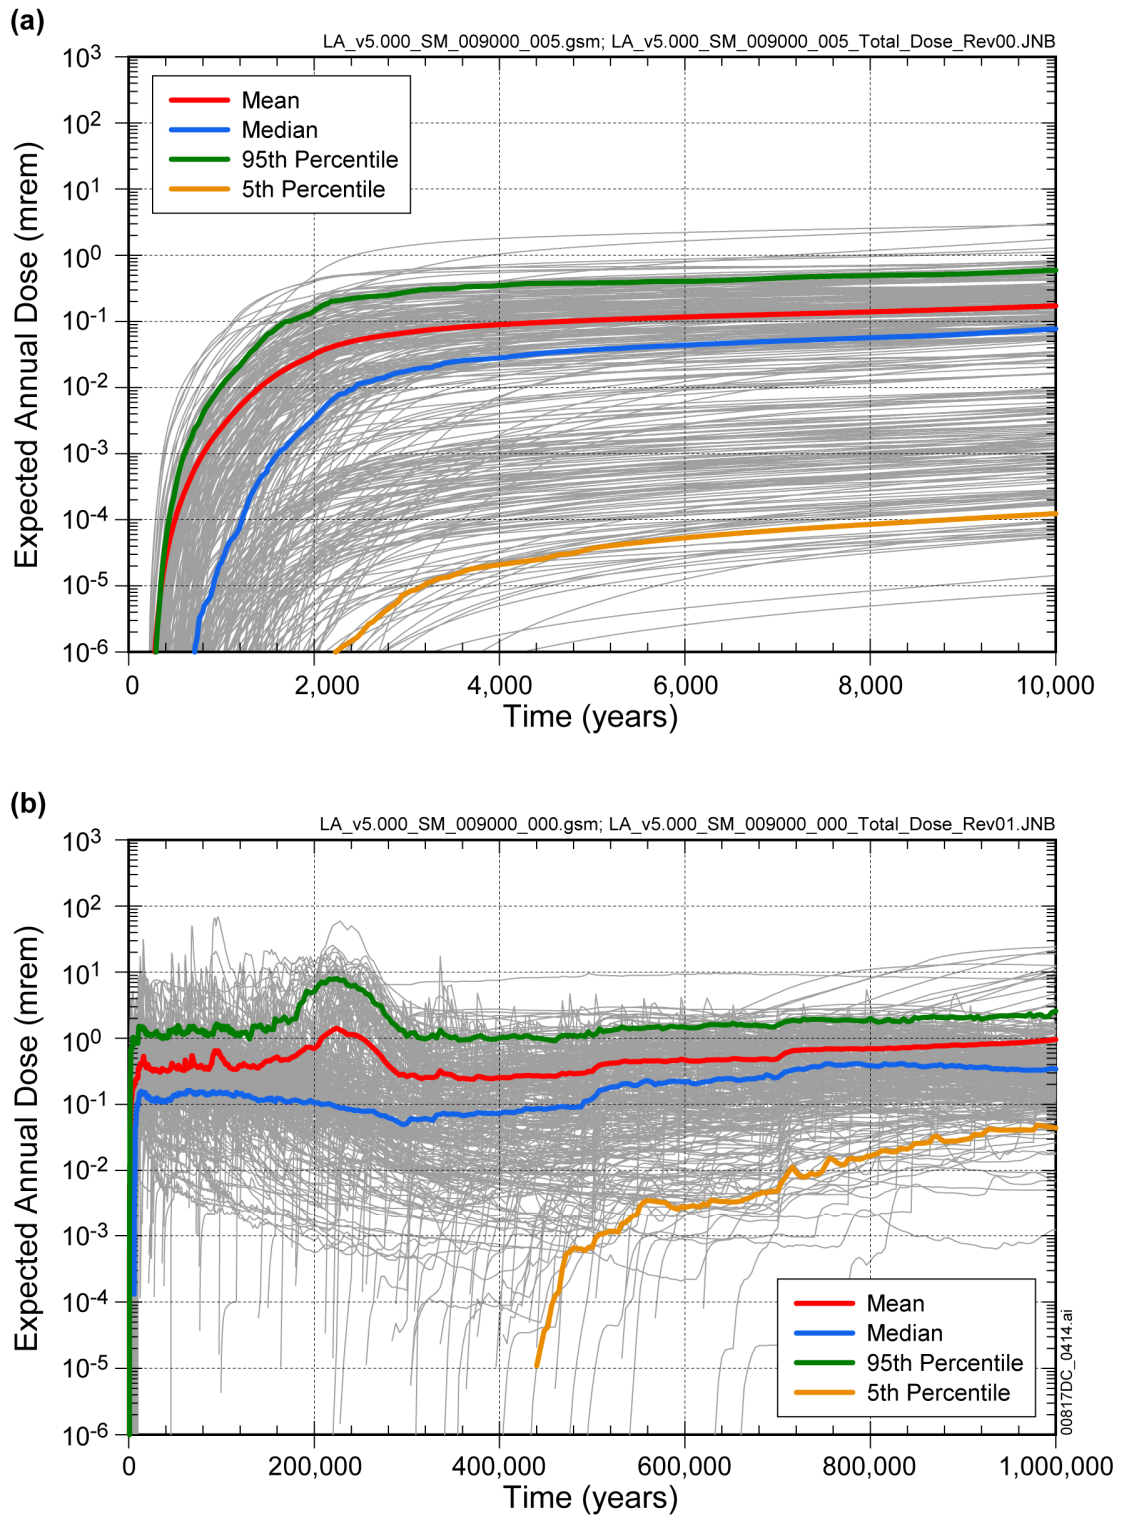 (a)
LA_v5.000_SM_009000_005.gsm; LA_v5.000_SM_009000_005_Total_Dose_Rev00.JNB
Expected Annual Dose (mrem)
10³
10²
10¹
10⁰
10⁻¹
10⁻²
10⁻³
10⁻⁴
10⁻⁵
10⁻⁶
Mean
Median
95th Percentile
5th Percentile
0 2,000 4,000 6,000 8,000 10,000
Time (years)
(b)
LA_v5.000_SM_009000_000.gsm; LA_v5.000_SM_009000_000_Total_Dose_Rev01.JNB
Expected Annual Dose (mrem)
10³
10²
10¹
10⁰
10⁻¹
10⁻²
10⁻³
10⁻⁴
10⁻⁵
10⁻⁶
Mean
Median
95th Percentile
5th Percentile
00817DC_0414.ai
0 200,000 400,000 600,000 800,000 1,000,000
Time (years)